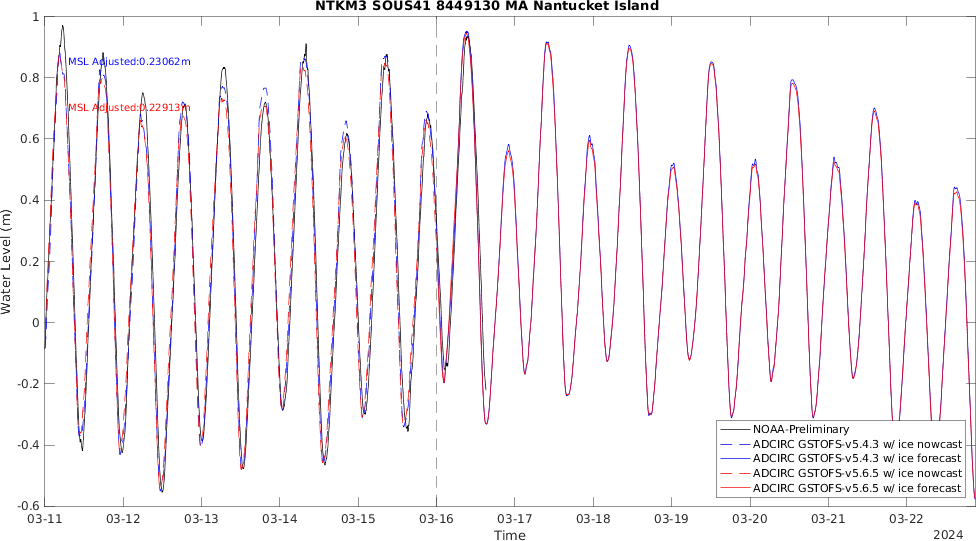 NTKM3 SOUS41 8449130 MA Nantucket Island
1
0.8
0.6
0.4
0.2
0
-0.2
-0.4
-0.6
Water Level (m)
MSL Adjusted:0.23062m
MSL Adjusted:0.22913m
NOAA-Preliminary
ADCIRC GSTOFS-v5.4.3 w/ ice nowcast
ADCIRC GSTOFS-v5.4.3 w/ ice forecast
ADCIRC GSTOFS-v5.6.5 w/ ice nowcast
ADCIRC GSTOFS-v5.6.5 w/ ice forecast
03-11 03-12 03-13 03-14 03-15 03-16 03-17 03-18 03-19 03-20 03-21 03-22
Time
2024